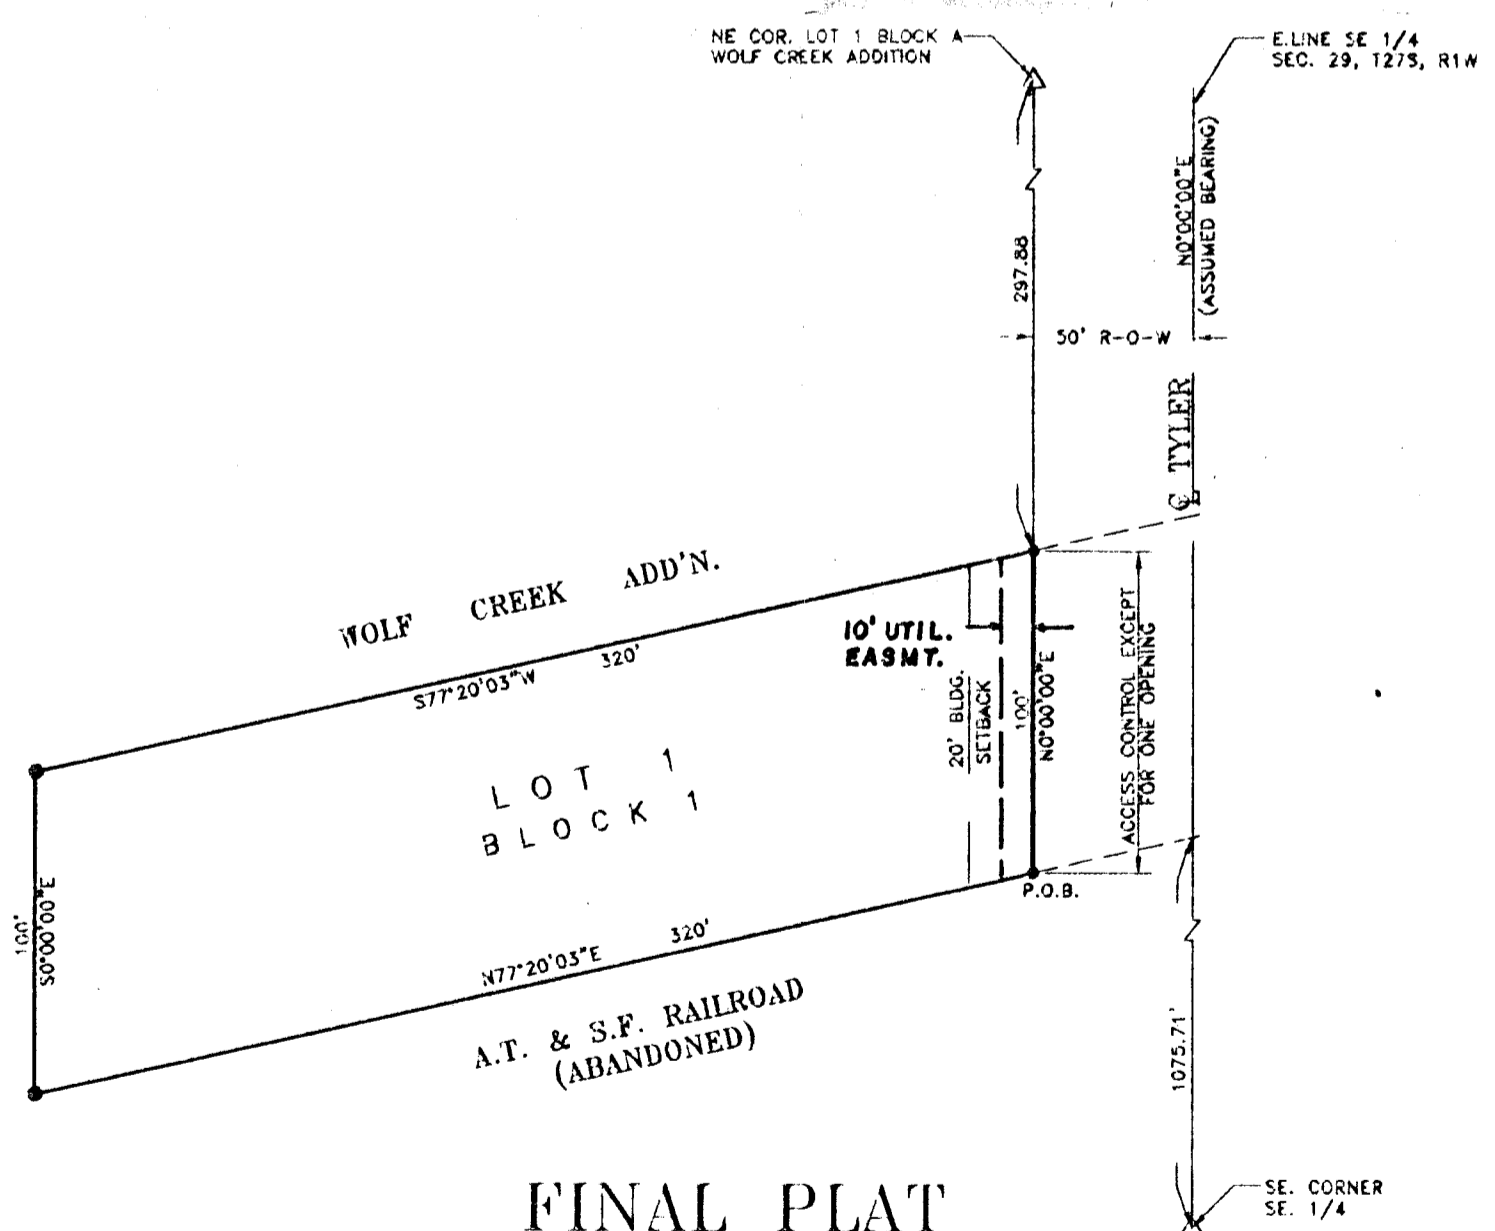 NE COR. LOT 1 BLOCK A
WOLF CREEK ADDITION
E.LINE SE 1/4
SEC. 29, T27S, R1W
N0°00'00"E
(ASSUMED BEARING)
297.88
50' R-O-W
℄ TYLER
WOLF CREEK ADD'N.
S77°20'03"W
320'
10' UTIL.
EASMT.
20' BLDG.
SETBACK
100'
N0°00'00"E
ACCESS CONTROL EXCEPT
FOR ONE OPENING
LOT 1
BLOCK 1
P.O.B.
100'
S0°00'00"E
N77°20'03"E
320'
A.T. & S.F. RAILROAD
(ABANDONED)
1075.71'
FINAL PLAT
SE. CORNER
SE. 1/4